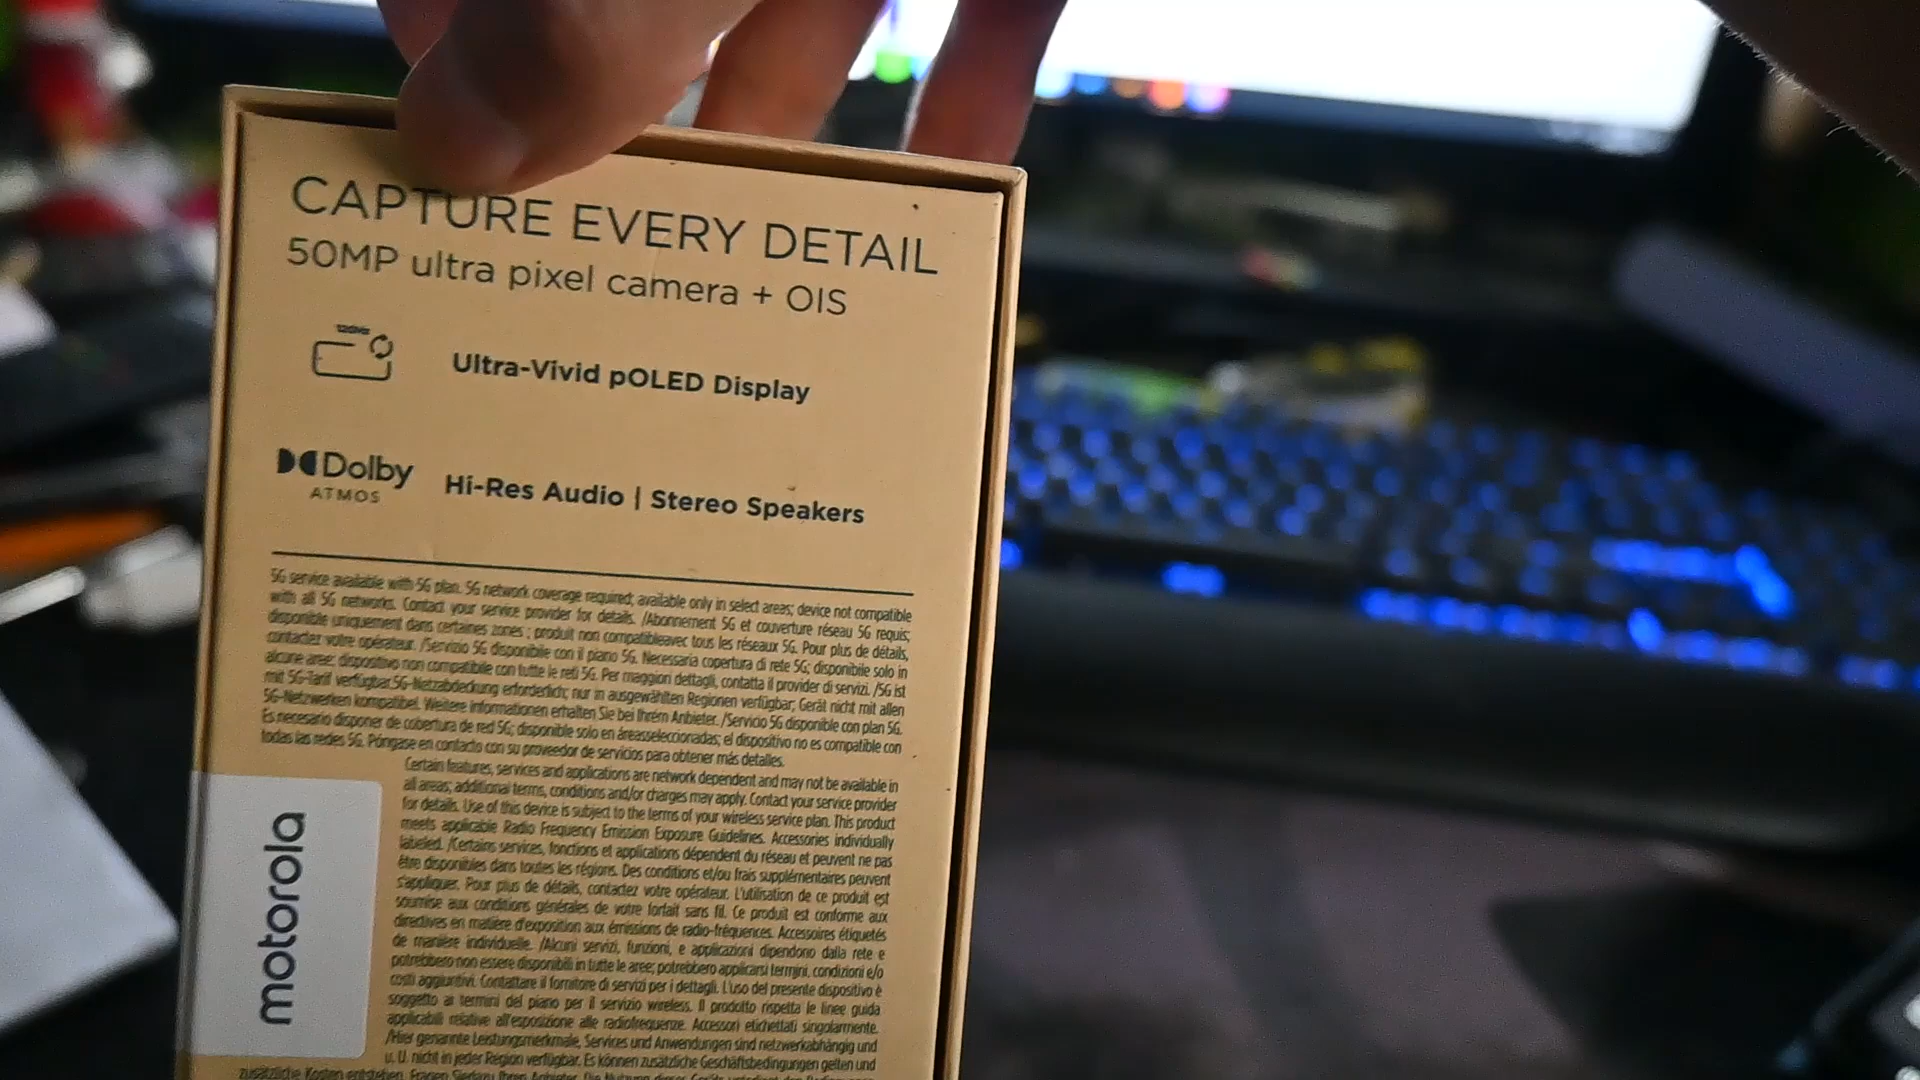 CAPTURE EVERY DETAIL
50MP ultra pixel camera + OIS
120Hz
Ultra-Vivid pOLED Display
Dolby
ATMOS
Hi-Res Audio | Stereo Speakers
5G service available with 5G plan. 5G network coverage required; available only in select areas; device not compatible
with all 5G networks. Contact your service provider for details. /Abonnement 5G et couverture réseau 5G requis;
disponible uniquement dans certaines zones ; produit non compatibleavec tous les réseaux 5G. Pour plus de détails,
contactez votre opérateur. /Servizio 5G disponibile con il piano 5G. Necessaria copertura di rete 5G; disponibile solo in
alcune aree: dispositivo non compatibile con tutte le reti 5G. Per maggiori dettagli, contatta il provider di servizi. /5G ist
mit 5G-Tarif verfügbar.5G-Netzabdeckung erforderlich; nur in ausgewählten Regionen verfügbar; Gerät nicht mit allen
5G-Netzwerken kompatibel. Weitere Informationen erhalten Sie bei Ihrem Anbieter. /Servicio 5G disponible con plan 5G.
Es necesario disponer de cobertura de red 5G; disponible solo en áreasseleccionadas; el dispositivo no es compatible con
todas las redes 5G. Póngase en contacto con su proveedor de servicios para obtener más detalles.
Certain features, services and applications are network dependent and may not be available in
all areas; additional terms, conditions and/or charges may apply. Contact your service provider
for details. Use of this device is subject to the terms of your wireless service plan. This product
meets applicable Radio Frequency Emission Exposure Guidelines. Accessories individually
labeled. /Certains services, fonctions et applications dépendent du réseau et peuvent ne pas
être disponibles dans toutes les régions. Des conditions et/ou frais supplémentaires peuvent
s'appliquer. Pour plus de détails, contactez votre opérateur. L'utilisation de ce produit est
soumise aux conditions générales de votre forfait sans fil. Ce produit est conforme aux
directives en matière d'exposition aux émissions de radio-fréquences. Accessoires étiquetés
de manière individuelle. /Alcuni servizi, funzioni, e applicazioni dipendono dalla rete e
potrebbero non essere disponibili in tutte le aree; potrebbero applicarsi termini, condizioni e/o
costi aggiuntivi. Contattare il fornitore di servizi per i dettagli. L'uso del presente dispositivo è
soggetto ai termini del piano per il servizio wireless. Il prodotto rispetta le linee guida
applicabili relative all'esposizione alle radiofrequenze. Accessori etichettati singolarmente.
/Hier genannte Leistungsmerkmale, Services und Anwendungen sind netzwerkabhängig und
u. U. nicht in jeder Region verfügbar. Es können zusätzliche Geschäftsbedingungen gelten und
zusätzliche Kosten entstehen. Fragen Sie dazu Ihren Anbieter. Die Nutzung dieses Geräts
motorola